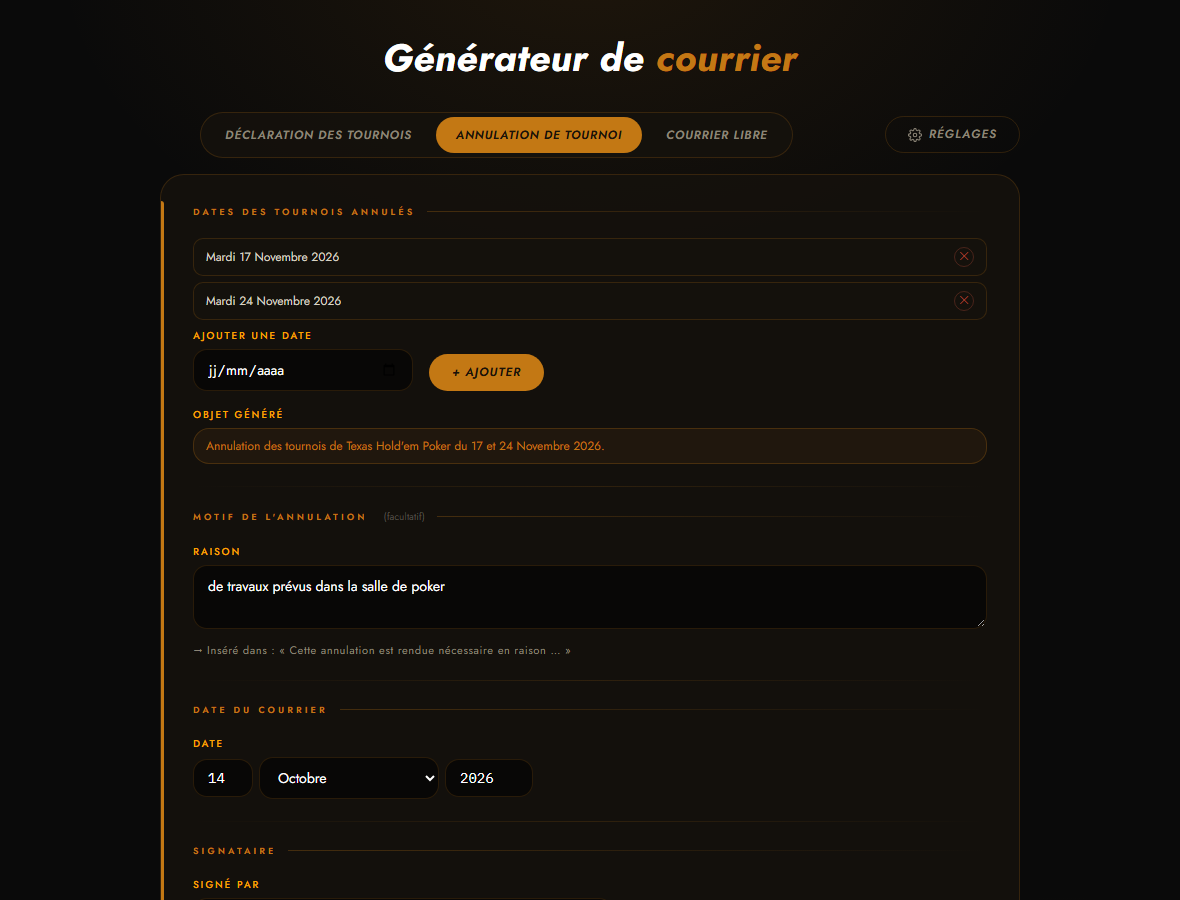 Générateur de courrier
DÉCLARATION DES TOURNOIS
ANNULATION DE TOURNOI
COURRIER LIBRE
RÉGLAGES
DATES DES TOURNOIS ANNULÉS
Mardi 17 Novembre 2026
Mardi 24 Novembre 2026
AJOUTER UNE DATE
jj/mm/aaaa
+ AJOUTER
OBJET GÉNÉRÉ
Annulation des tournois de Texas Hold'em Poker du 17 et 24 Novembre 2026.
MOTIF DE L'ANNULATION (facultatif)
RAISON
de travaux prévus dans la salle de poker
→ Inséré dans : « Cette annulation est rendue nécessaire en raison ... »
DATE DU COURRIER
DATE
14 Octobre 2026
SIGNATAIRE
SIGNÉ PAR